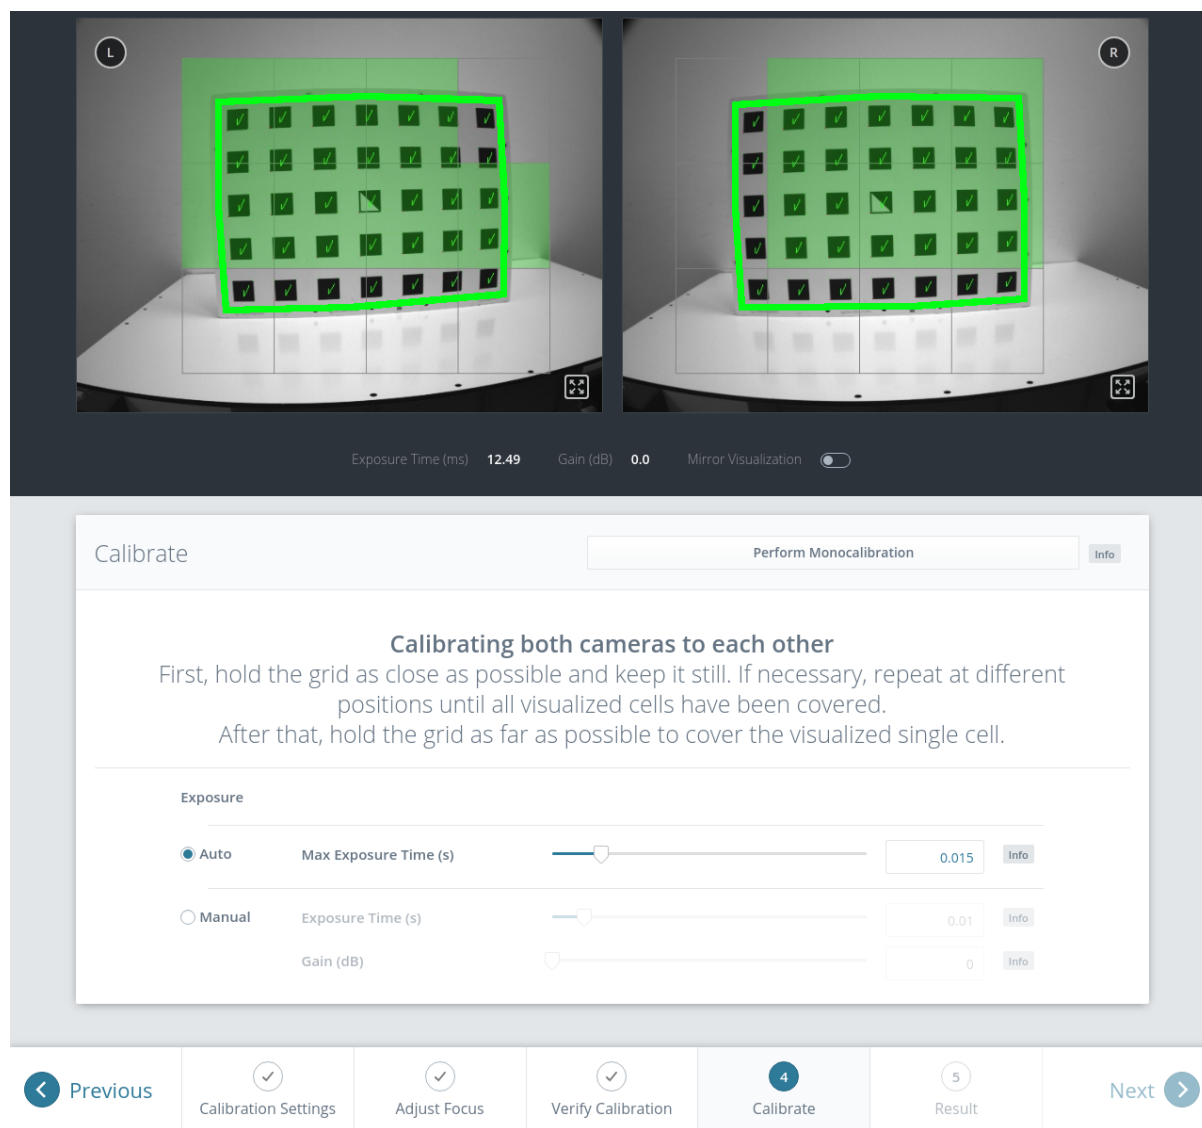 L
R
Exposure Time (ms) 12.49 Gain (dB) 0.0 Mirror Visualization
Calibrate
Perform Monocalibration
Info
Calibrating both cameras to each other
First, hold the grid as close as possible and keep it still. If necessary, repeat at different
positions until all visualized cells have been covered.
After that, hold the grid as far as possible to cover the visualized single cell.
Exposure
Auto Max Exposure Time (s) 0.015 Info
Manual Exposure Time (s) 0.01 Info
Gain (dB) 0 Info
Previous
Calibration Settings
Adjust Focus
Verify Calibration
4
Calibrate
5
Result
Next